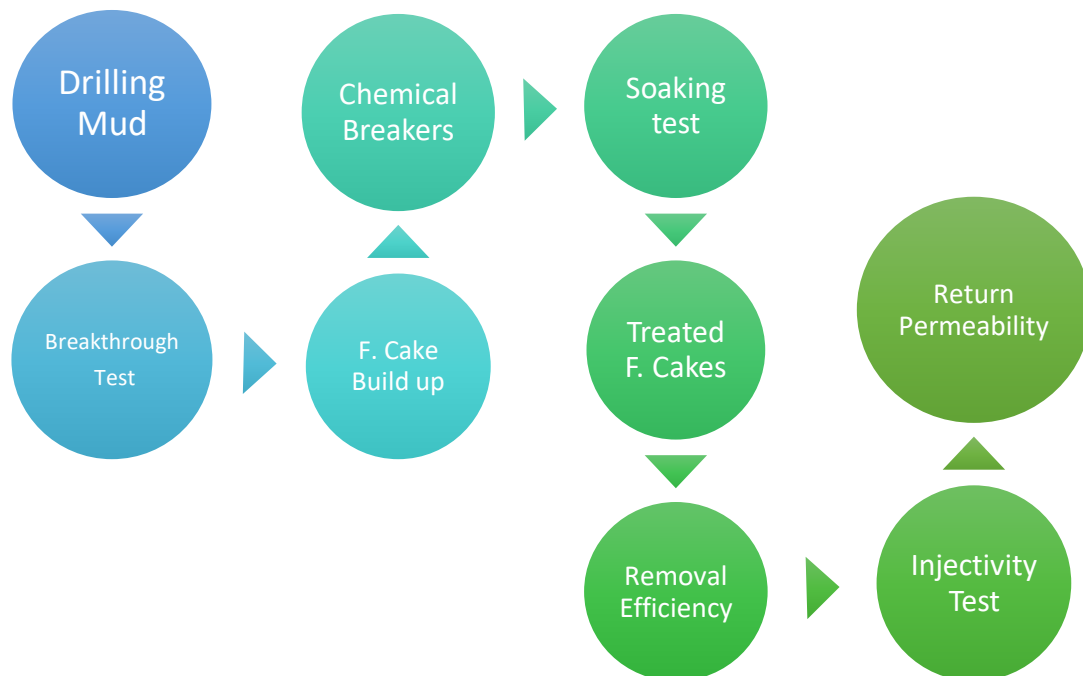 Drilling
Mud
Breakthrough
Test
F. Cake
Build up
Chemical
Breakers
Soaking
test
Treated
F. Cakes
Removal
Efficiency
Injectivity
Test
Return
Permeability